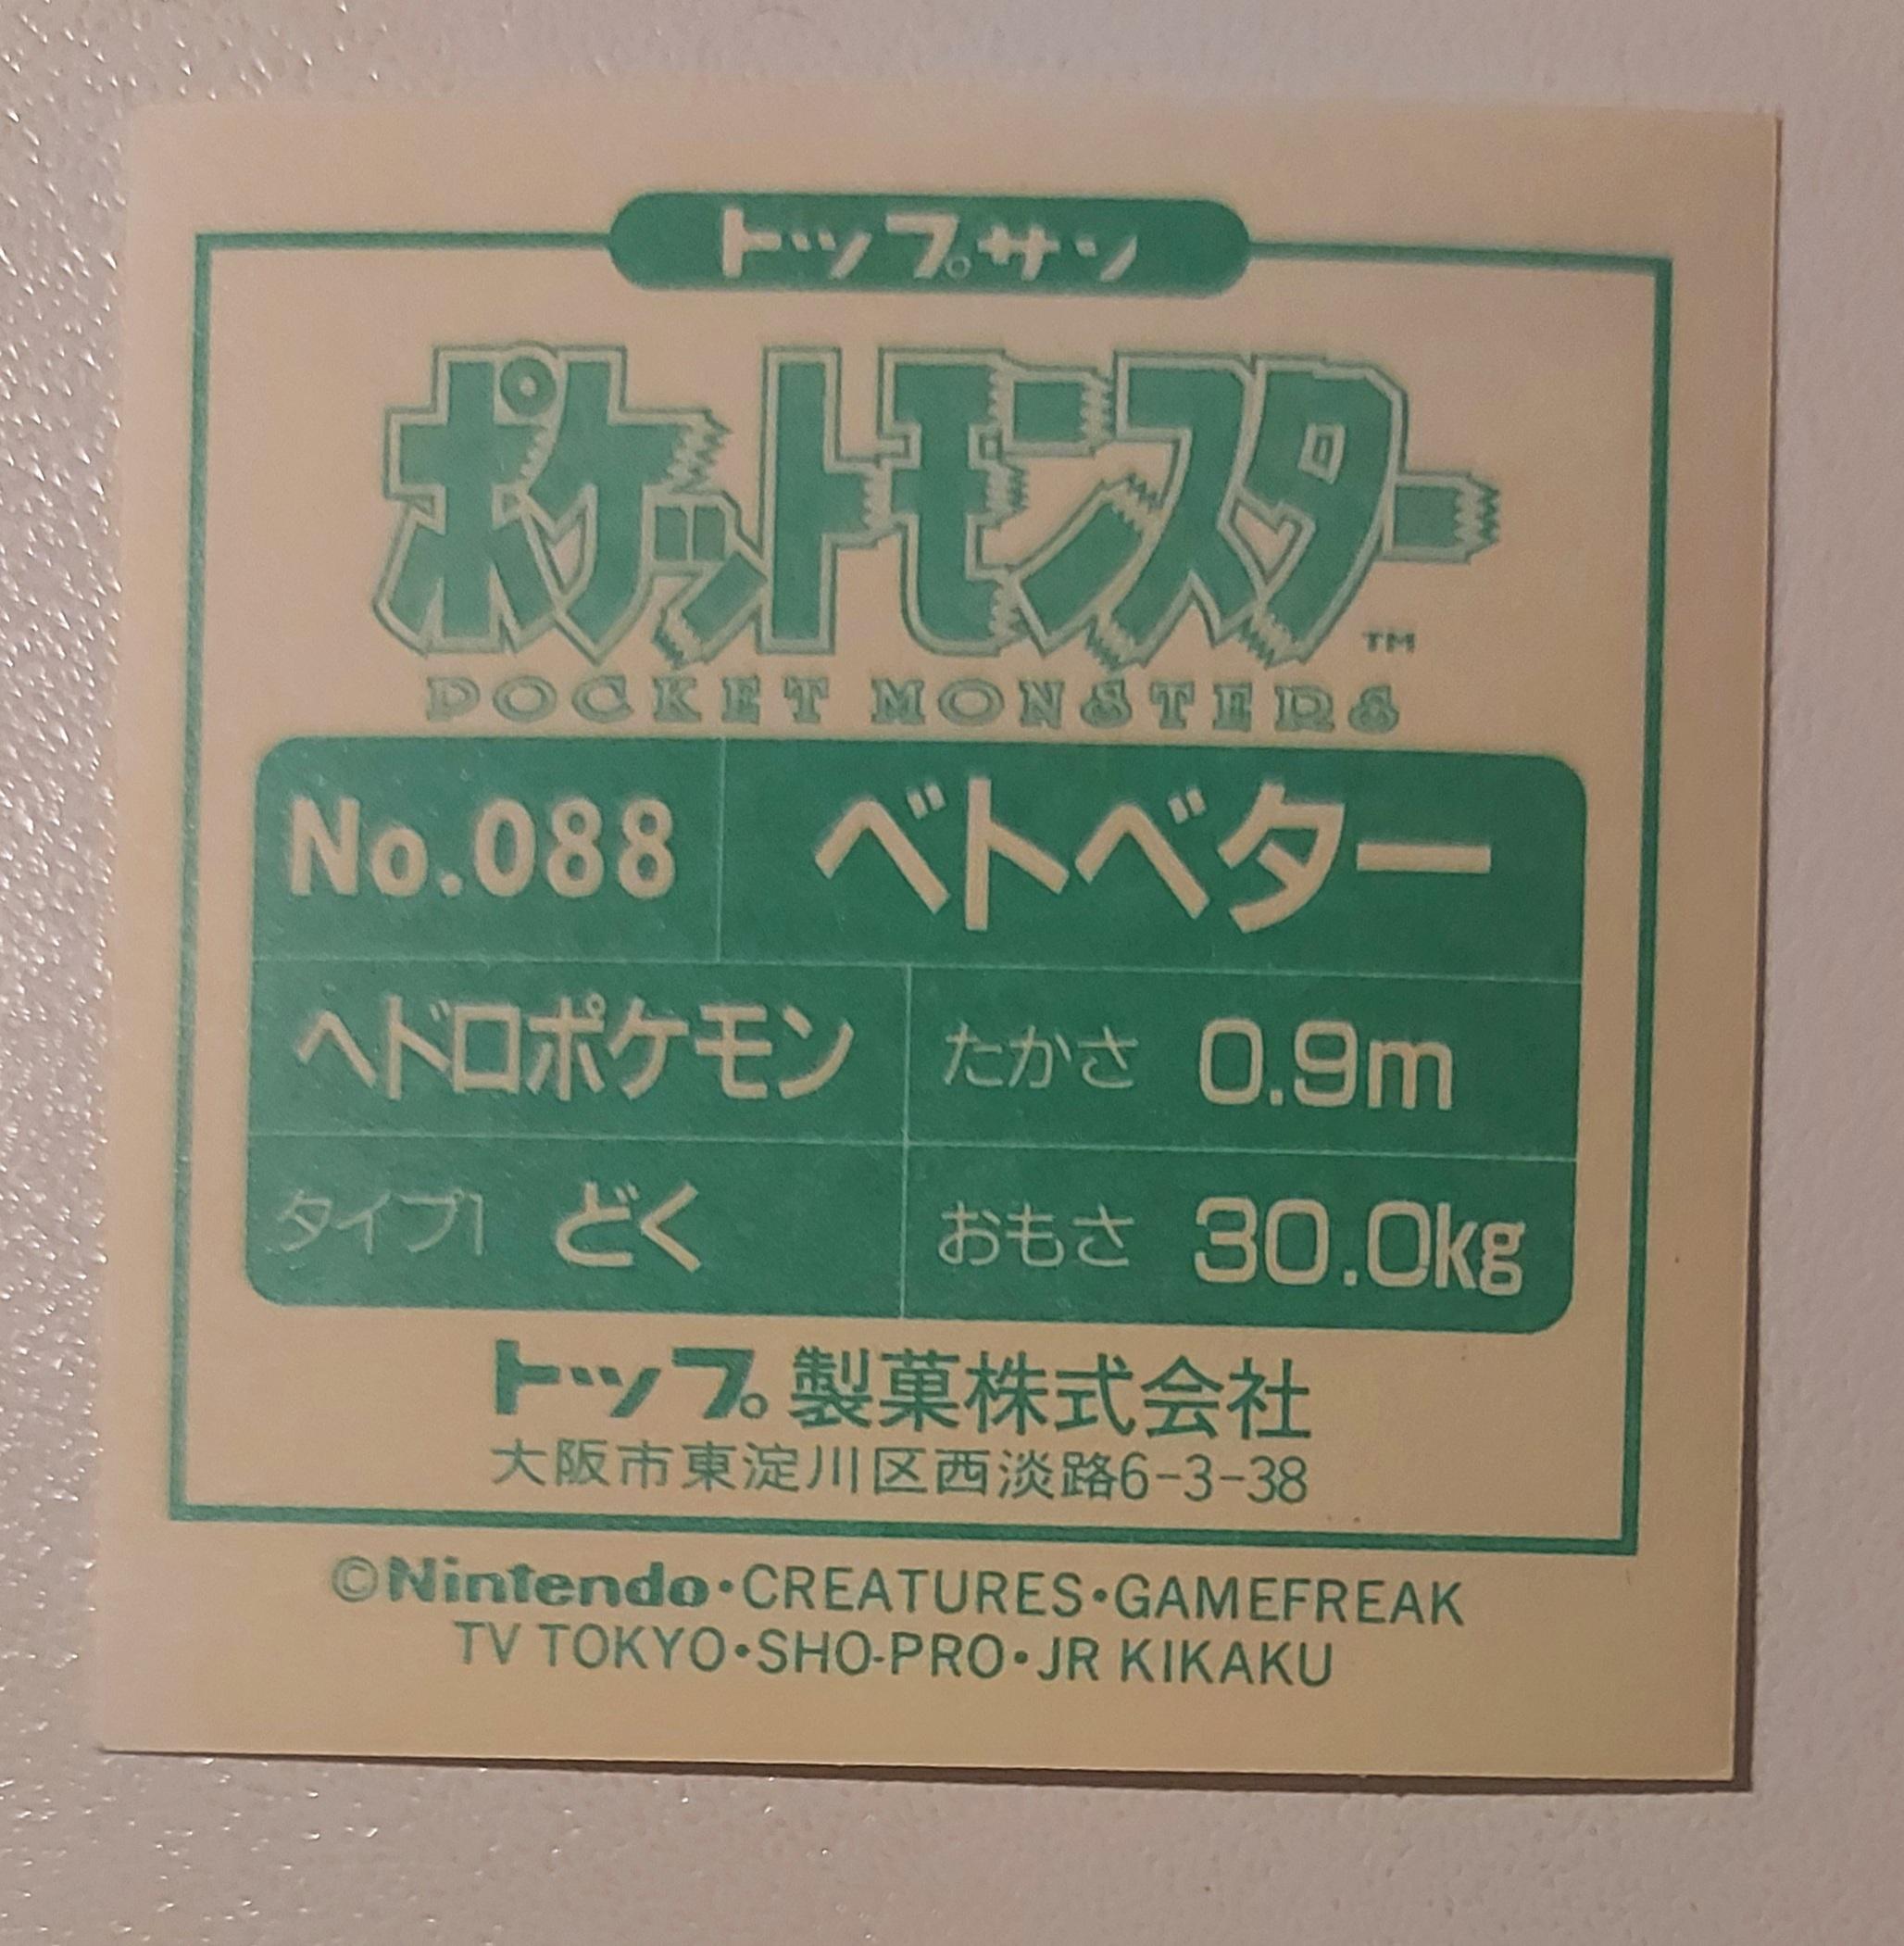 トップサン
ポケットモンスター™
POCKET MONSTERS
No.088 ベトベター
ヘドロポケモン たかさ 0.9m
タイプ1 どく おもさ 30.0kg
トップ製菓株式会社
大阪市東淀川区西淡路6-3-38
©Nintendo・CREATURES・GAMEFREAK
TV TOKYO・SHO-PRO・JR KIKAKU